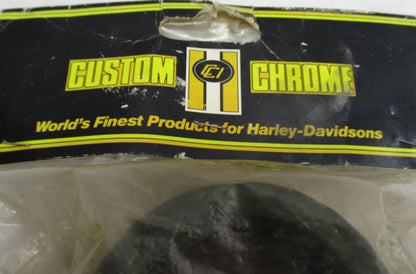 CUSTOM CCI CHROME
World's Finest Products for Harley-Davidsons